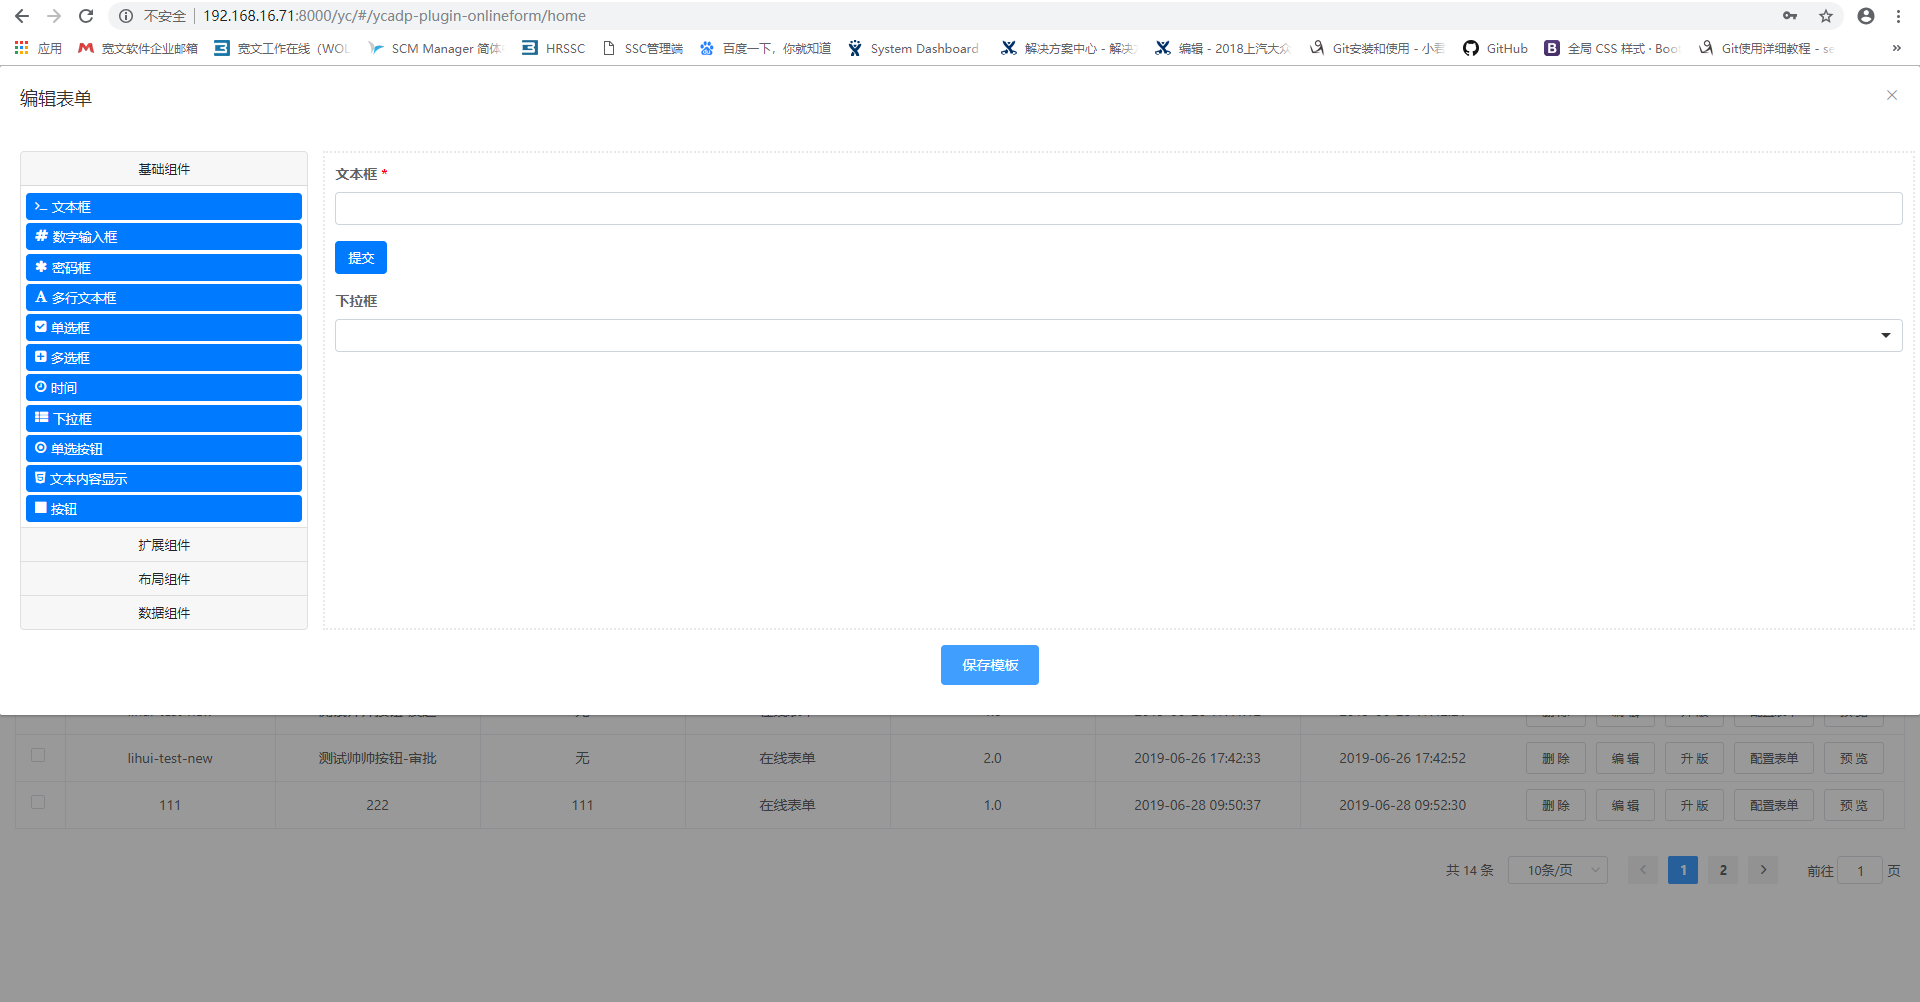 不安全 192.168.16.71:8000/yc/#/ycadp-plugin-onlineform/home
应用 宽文软件企业邮箱 宽文工作在线（WOL SCM Manager 简体 HRSSC SSC管理端 百度一下，你就知道 System Dashboard 解决方案中心 - 解决 编辑 - 2018上汽大众 Git安装和使用 - 小 GitHub 全局 CSS 样式 · Boo Git使用详细教程 - se »
编辑表单
基础组件
文本框
数字输入框
密码框
多行文本框
单选框
多选框
时间
下拉框
单选按钮
文本内容显示
按钮
扩展组件
布局组件
数据组件
文本框 *
提交
下拉框
保存模板
lihui-test-new 测试帅帅按钮-审批 无 在线表单 2.0 2019-06-26 17:42:33 2019-06-26 17:42:52 删 除 编 辑 升 版 配置表单 预 览
111 222 111 在线表单 1.0 2019-06-28 09:50:37 2019-06-28 09:52:30 删 除 编 辑 升 版 配置表单 预 览
共 14 条 10条/页 1 2 前往 1 页